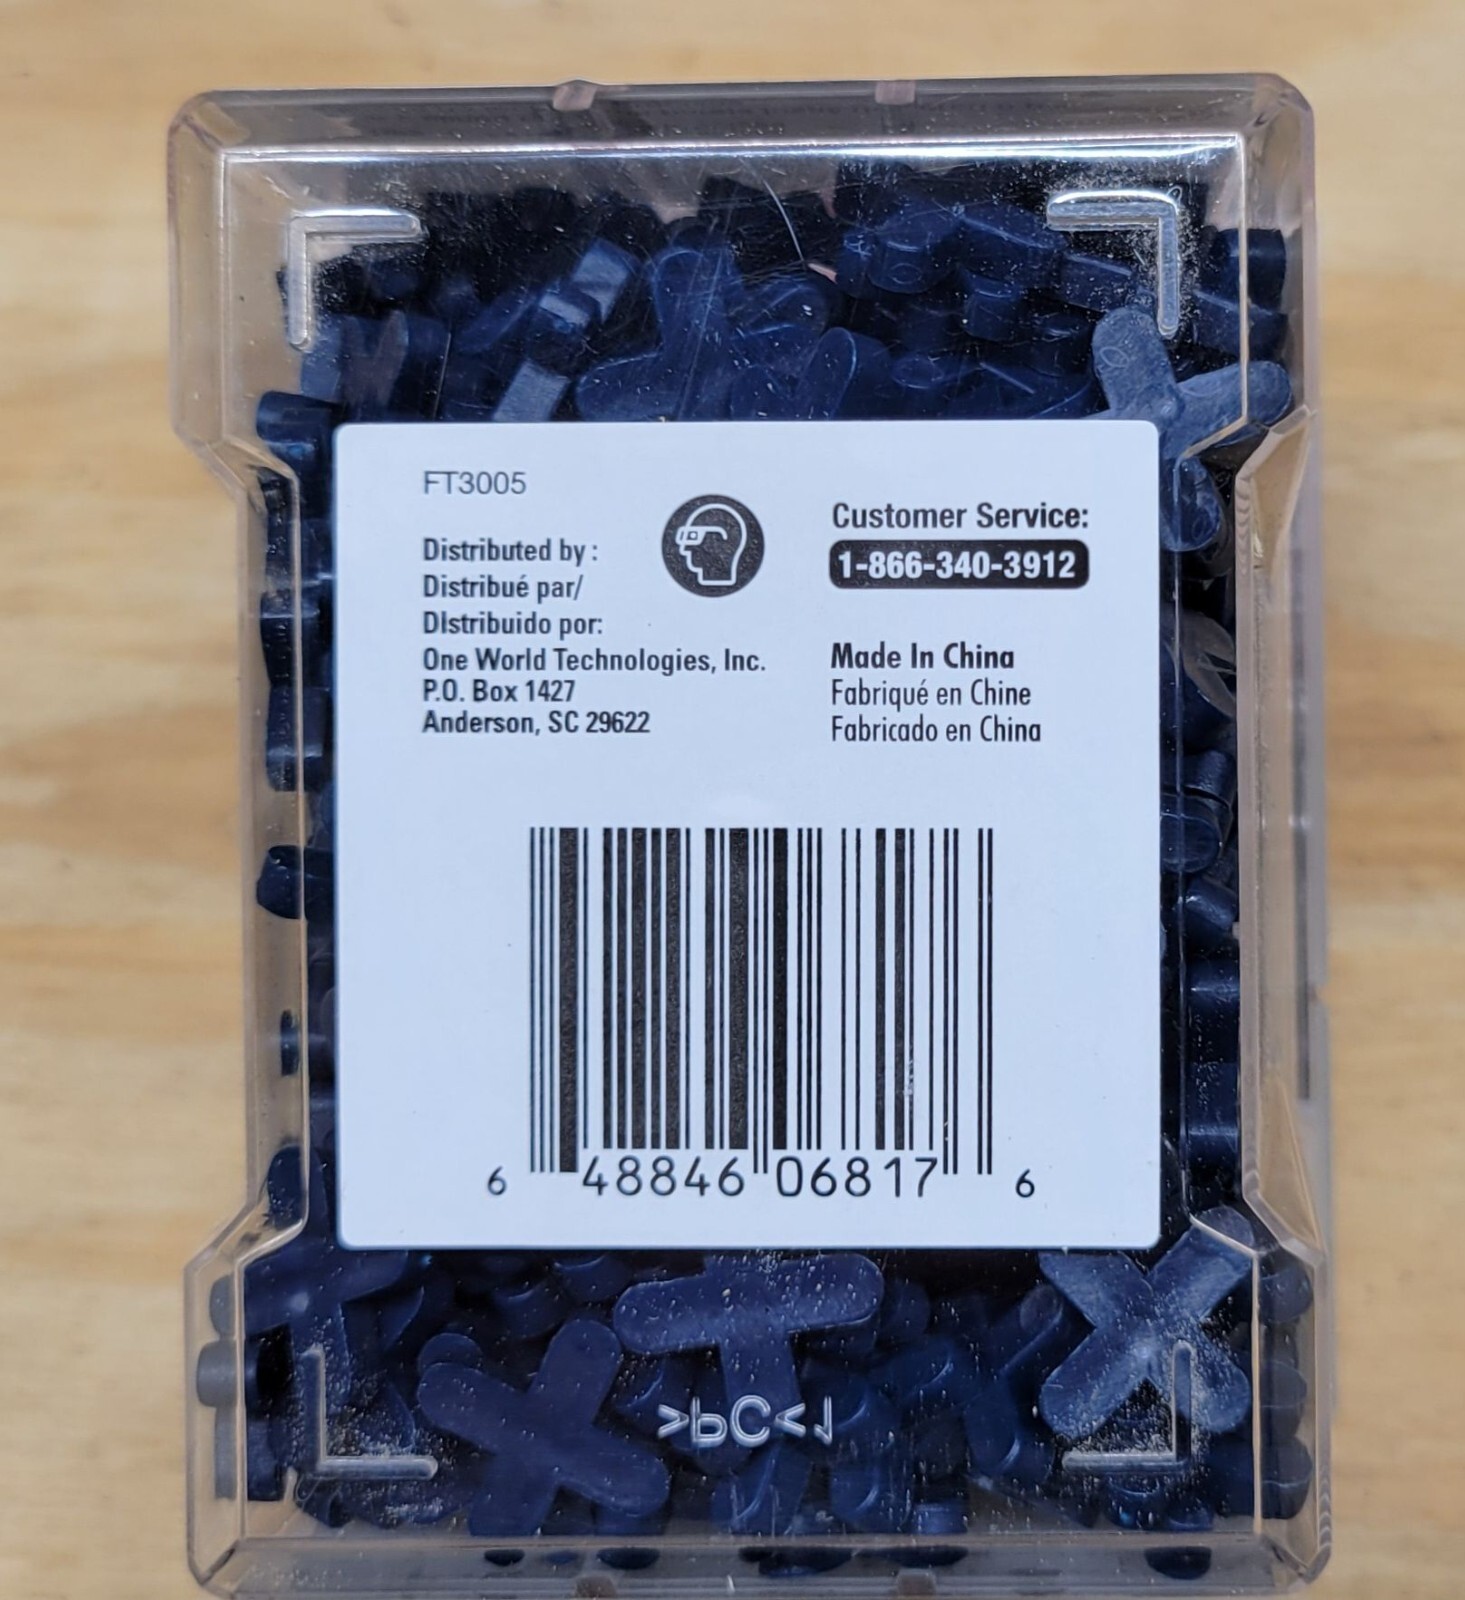 FT3005
Distributed by :
Distribué par/
DIstribuido por:
One World Technologies, Inc.
P.O. Box 1427
Anderson, SC 29622
Customer Service:
1-866-340-3912
Made In China
Fabriqué en Chine
Fabricado en China
6 48846 06817 6
>PC<